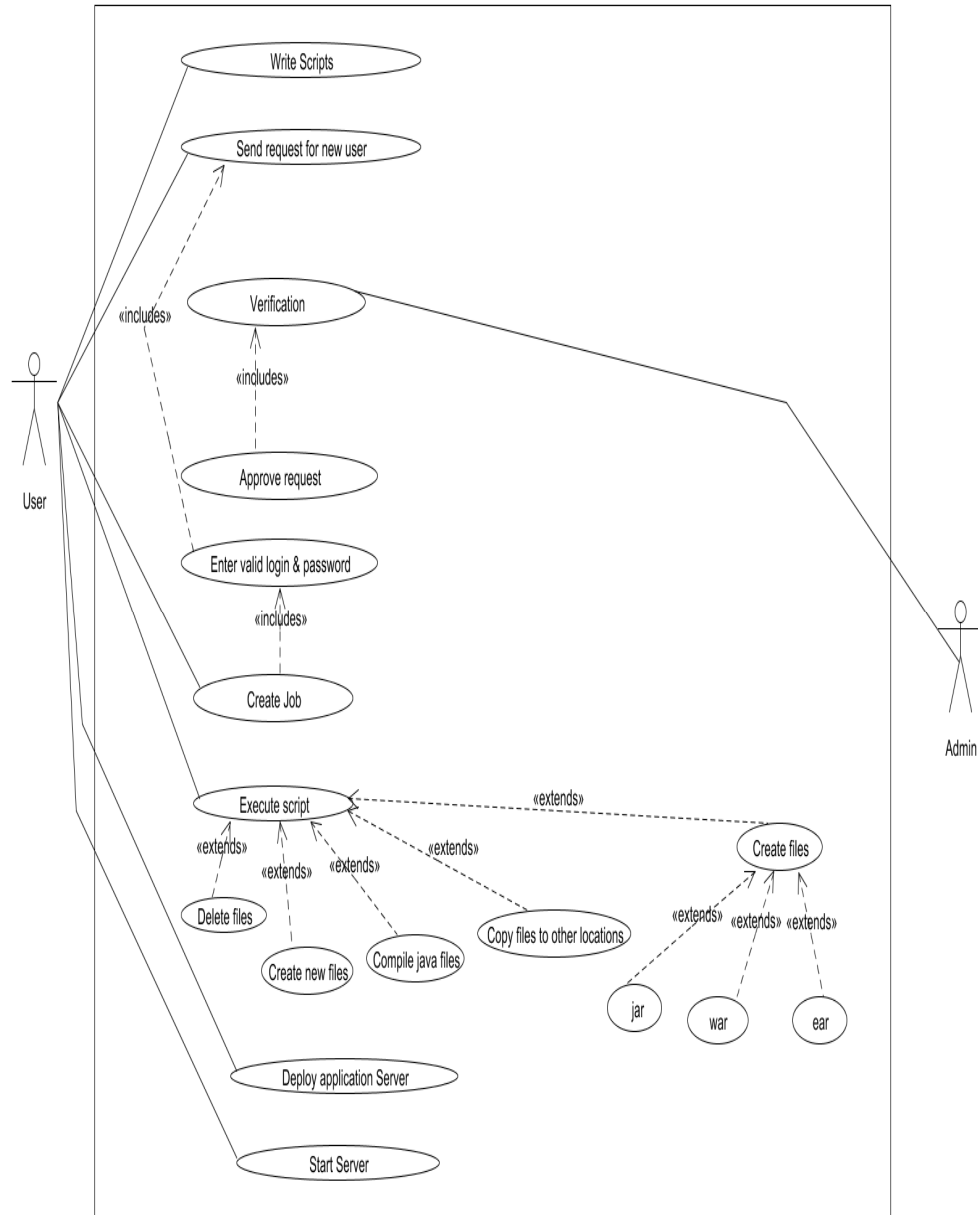 Write Scripts
Send request for new user
Verification
«includes»
«includes»
User
Approve request
Enter valid login & password
«includes»
Create Job
Admin
Execute script
«extends»
Create files
«extends»
«extends»
«extends»
«extends»
Delete files
Create new files
Compile java files
Copy files to other locations
«extends»
«extends»
«extends»
jar
war
ear
Deploy application Server
Start Server